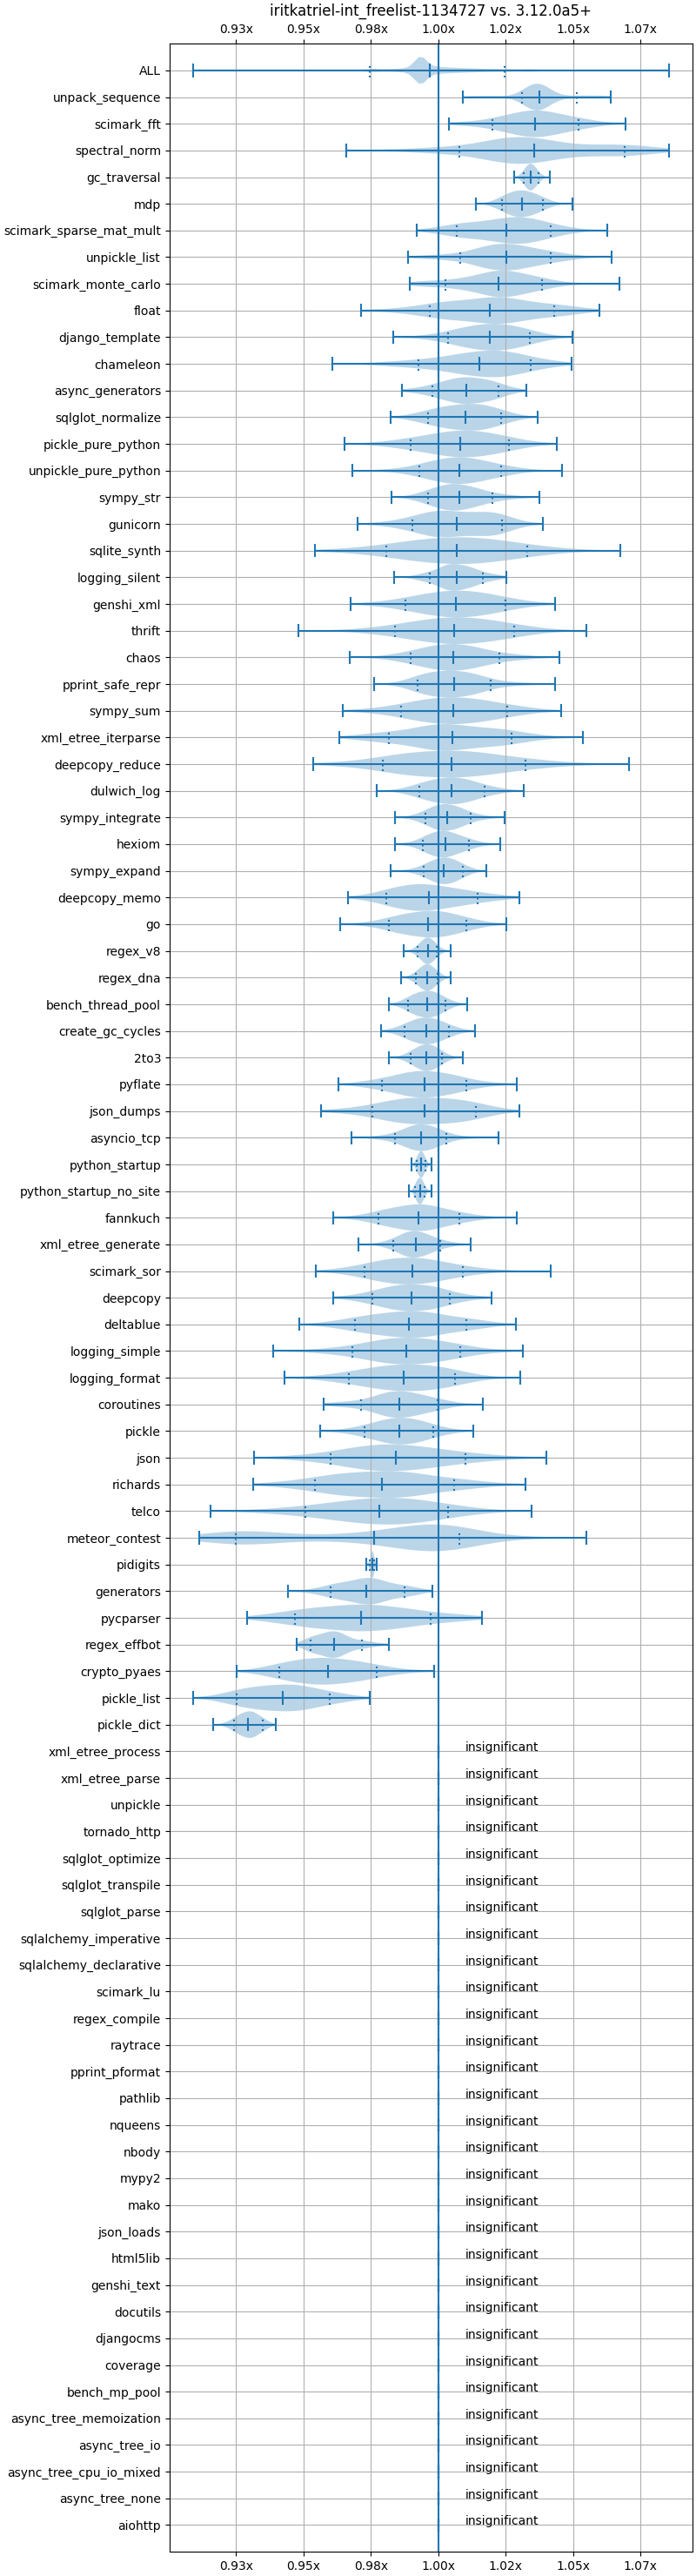 iritkatriel-int_freelist-1134727 vs. 3.12.0a5+
0.93x 0.95x 0.98x 1.00x 1.02x 1.05x 1.07x
ALL
unpack_sequence
scimark_fft
spectral_norm
gc_traversal
mdp
scimark_sparse_mat_mult
unpickle_list
scimark_monte_carlo
float
django_template
chameleon
async_generators
sqlglot_normalize
pickle_pure_python
unpickle_pure_python
sympy_str
gunicorn
sqlite_synth
logging_silent
genshi_xml
thrift
chaos
pprint_safe_repr
sympy_sum
xml_etree_iterparse
deepcopy_reduce
dulwich_log
sympy_integrate
hexiom
sympy_expand
deepcopy_memo
go
regex_v8
regex_dna
bench_thread_pool
create_gc_cycles
2to3
pyflate
json_dumps
asyncio_tcp
python_startup
python_startup_no_site
fannkuch
xml_etree_generate
scimark_sor
deepcopy
deltablue
logging_simple
logging_format
coroutines
pickle
json
richards
telco
meteor_contest
pidigits
generators
pycparser
regex_effbot
crypto_pyaes
pickle_list
pickle_dict
xml_etree_process insignificant
xml_etree_parse insignificant
unpickle insignificant
tornado_http insignificant
sqlglot_optimize insignificant
sqlglot_transpile insignificant
sqlglot_parse insignificant
sqlalchemy_imperative insignificant
sqlalchemy_declarative insignificant
scimark_lu insignificant
regex_compile insignificant
raytrace insignificant
pprint_pformat insignificant
pathlib insignificant
nqueens insignificant
nbody insignificant
mypy2 insignificant
mako insignificant
json_loads insignificant
html5lib insignificant
genshi_text insignificant
docutils insignificant
djangocms insignificant
coverage insignificant
bench_mp_pool insignificant
async_tree_memoization insignificant
async_tree_io insignificant
async_tree_cpu_io_mixed insignificant
async_tree_none insignificant
aiohttp insignificant
0.93x 0.95x 0.98x 1.00x 1.02x 1.05x 1.07x